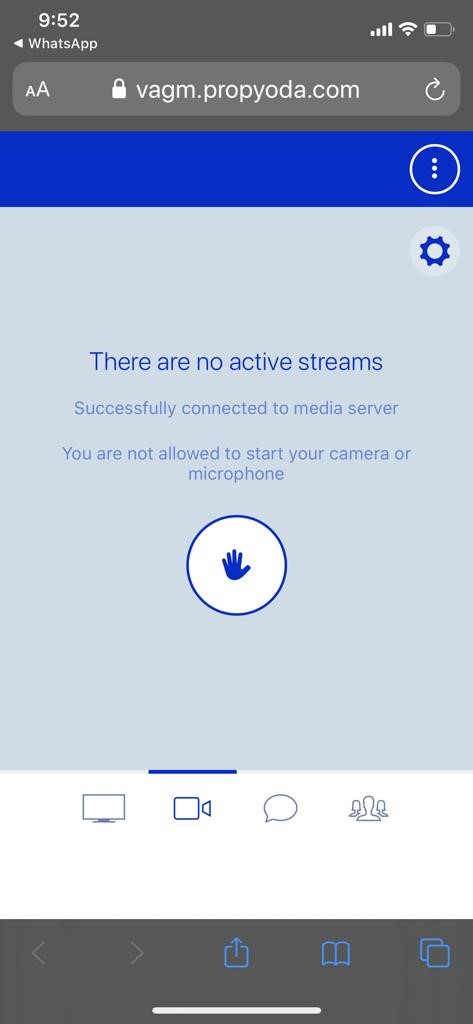 9:52
◀ WhatsApp
AA vagm.propyoda.com
There are no active streams
Successfully connected to media server
You are not allowed to start your camera or
microphone